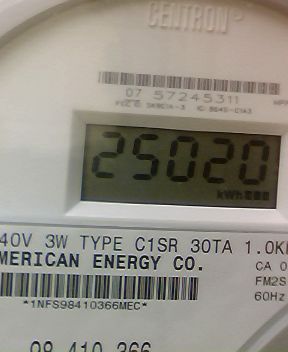 CENTRON®
07 57245311
25020
kWh
40V 3W TYPE C1SR 30TA 1.0K
MERICAN ENERGY CO.
CA 0
FM2S
60Hz
*1NFS98410366MEC*
98 410 366